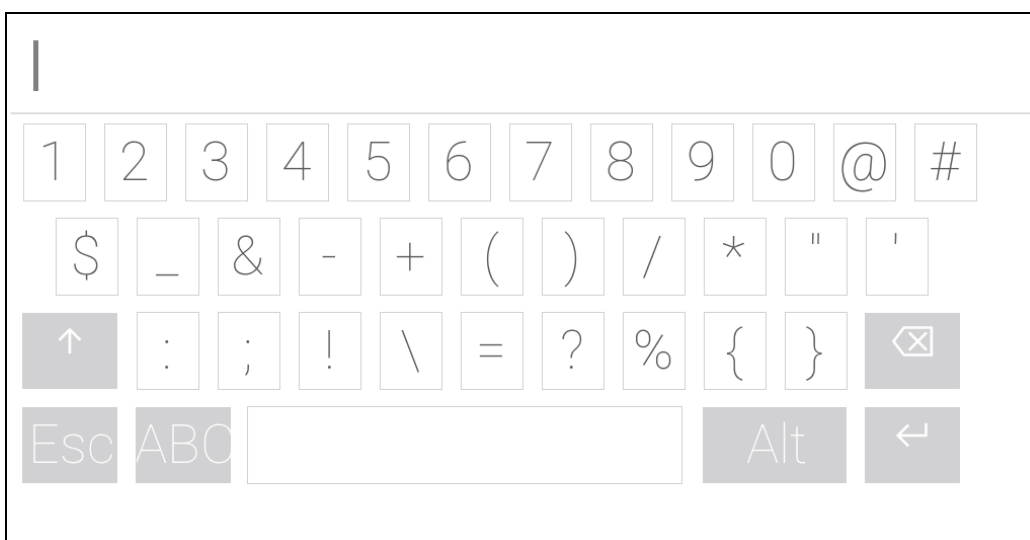 1 2 3 4 5 6 7 8 9 0 @ #
$ _ & - + ( ) / * " '
↑ : ; ! \ = ? % { } ⌫
Esc ABC Alt ↵